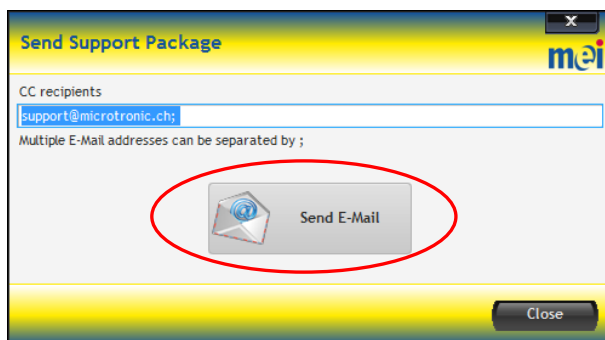 x
Send Support Package
mei
CC recipients
support@microtronic.ch;
Multiple E-Mail addresses can be separated by ;
@
Send E-Mail
Close